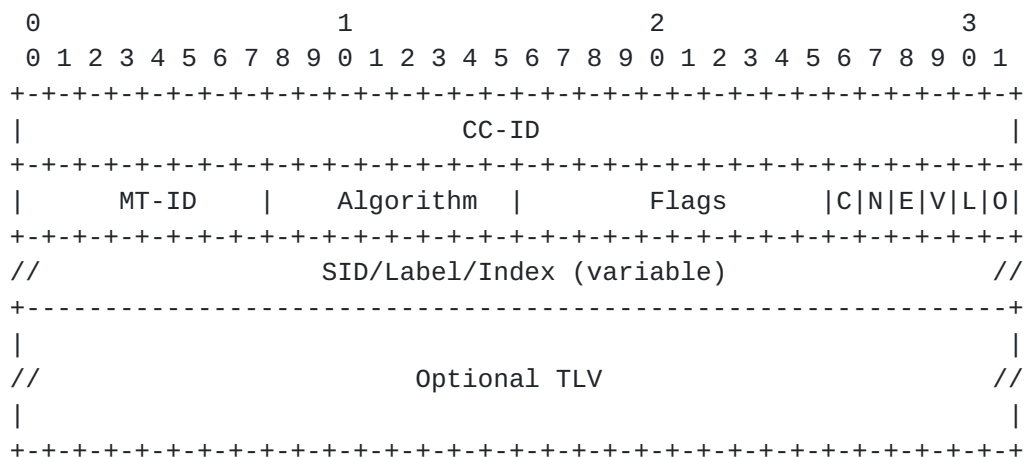 0                   1                   2                   3
 0 1 2 3 4 5 6 7 8 9 0 1 2 3 4 5 6 7 8 9 0 1 2 3 4 5 6 7 8 9 0 1
+-+-+-+-+-+-+-+-+-+-+-+-+-+-+-+-+-+-+-+-+-+-+-+-+-+-+-+-+-+-+-+-+
|                            CC-ID                              |
+-+-+-+-+-+-+-+-+-+-+-+-+-+-+-+-+-+-+-+-+-+-+-+-+-+-+-+-+-+-+-+-+
|      MT-ID    |    Algorithm  |        Flags      |C|N|E|V|L|O|
+-+-+-+-+-+-+-+-+-+-+-+-+-+-+-+-+-+-+-+-+-+-+-+-+-+-+-+-+-+-+-+-+
//                  SID/Label/Index (variable)                 //
+---------------------------------------------------------------+
|                                                               |
//                        Optional TLV                         //
|                                                               |
+-+-+-+-+-+-+-+-+-+-+-+-+-+-+-+-+-+-+-+-+-+-+-+-+-+-+-+-+-+-+-+-+